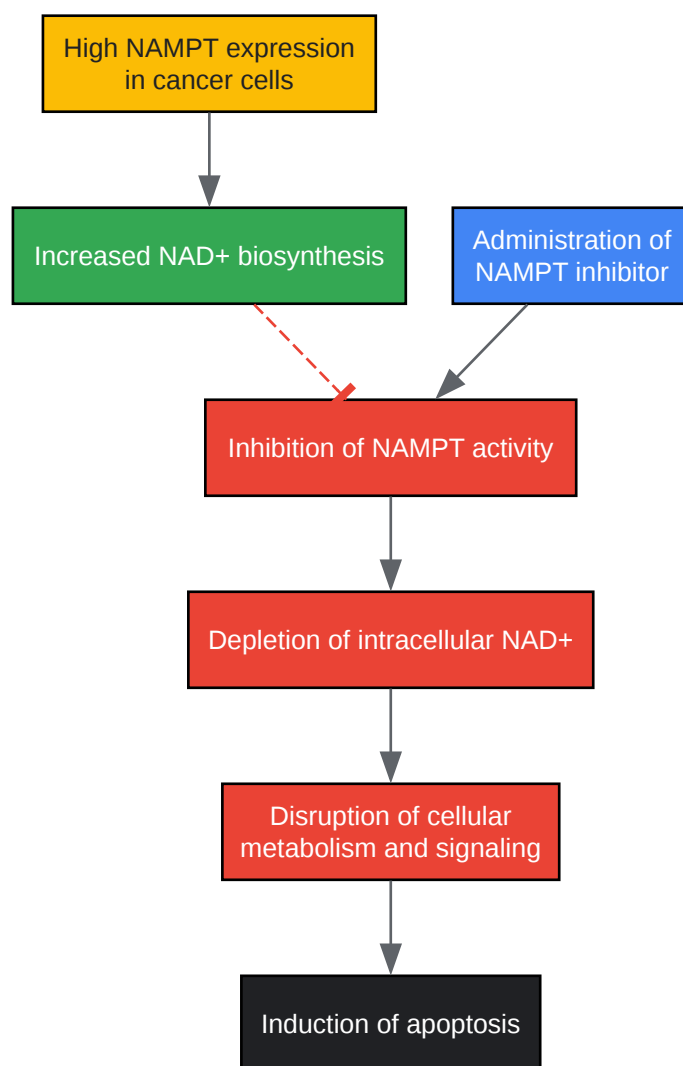 High NAMPT expression
in cancer cells
Increased NAD+ biosynthesis
Administration of
NAMPT inhibitor
Inhibition of NAMPT activity
Depletion of intracellular NAD+
Disruption of cellular
metabolism and signaling
Induction of apoptosis